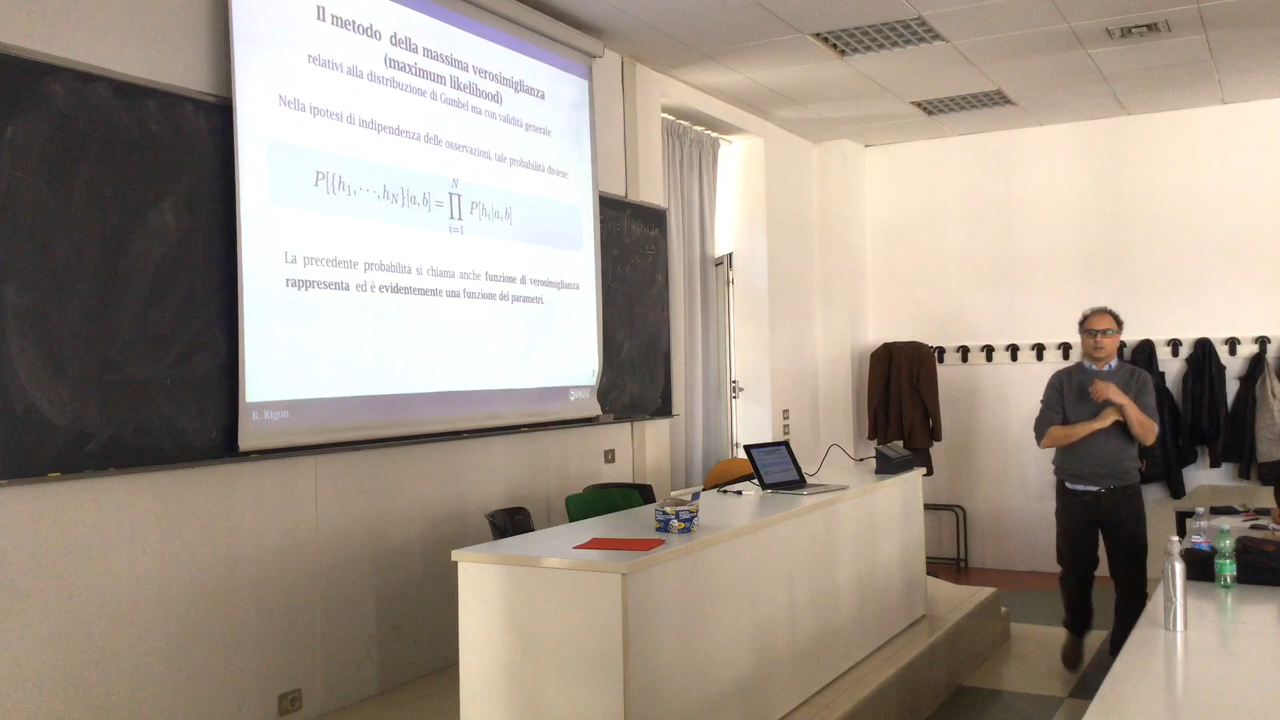 Il metodo della massima verosimiglianza
(maximum likelihood)
relativi alla distribuzione di Gumbel ma con validità generale
Nella ipotesi di indipendenza delle osservazioni, tale probabilità diviene:
P[{h₁, ⋯, h_N}|a, b] = ∏_{i=1}^{N} P[h_i|a, b]
La precedente probabilità si chiama anche funzione di verosimiglianza
rappresenta ed è evidentemente una funzione dei parametri.
R. Rigon